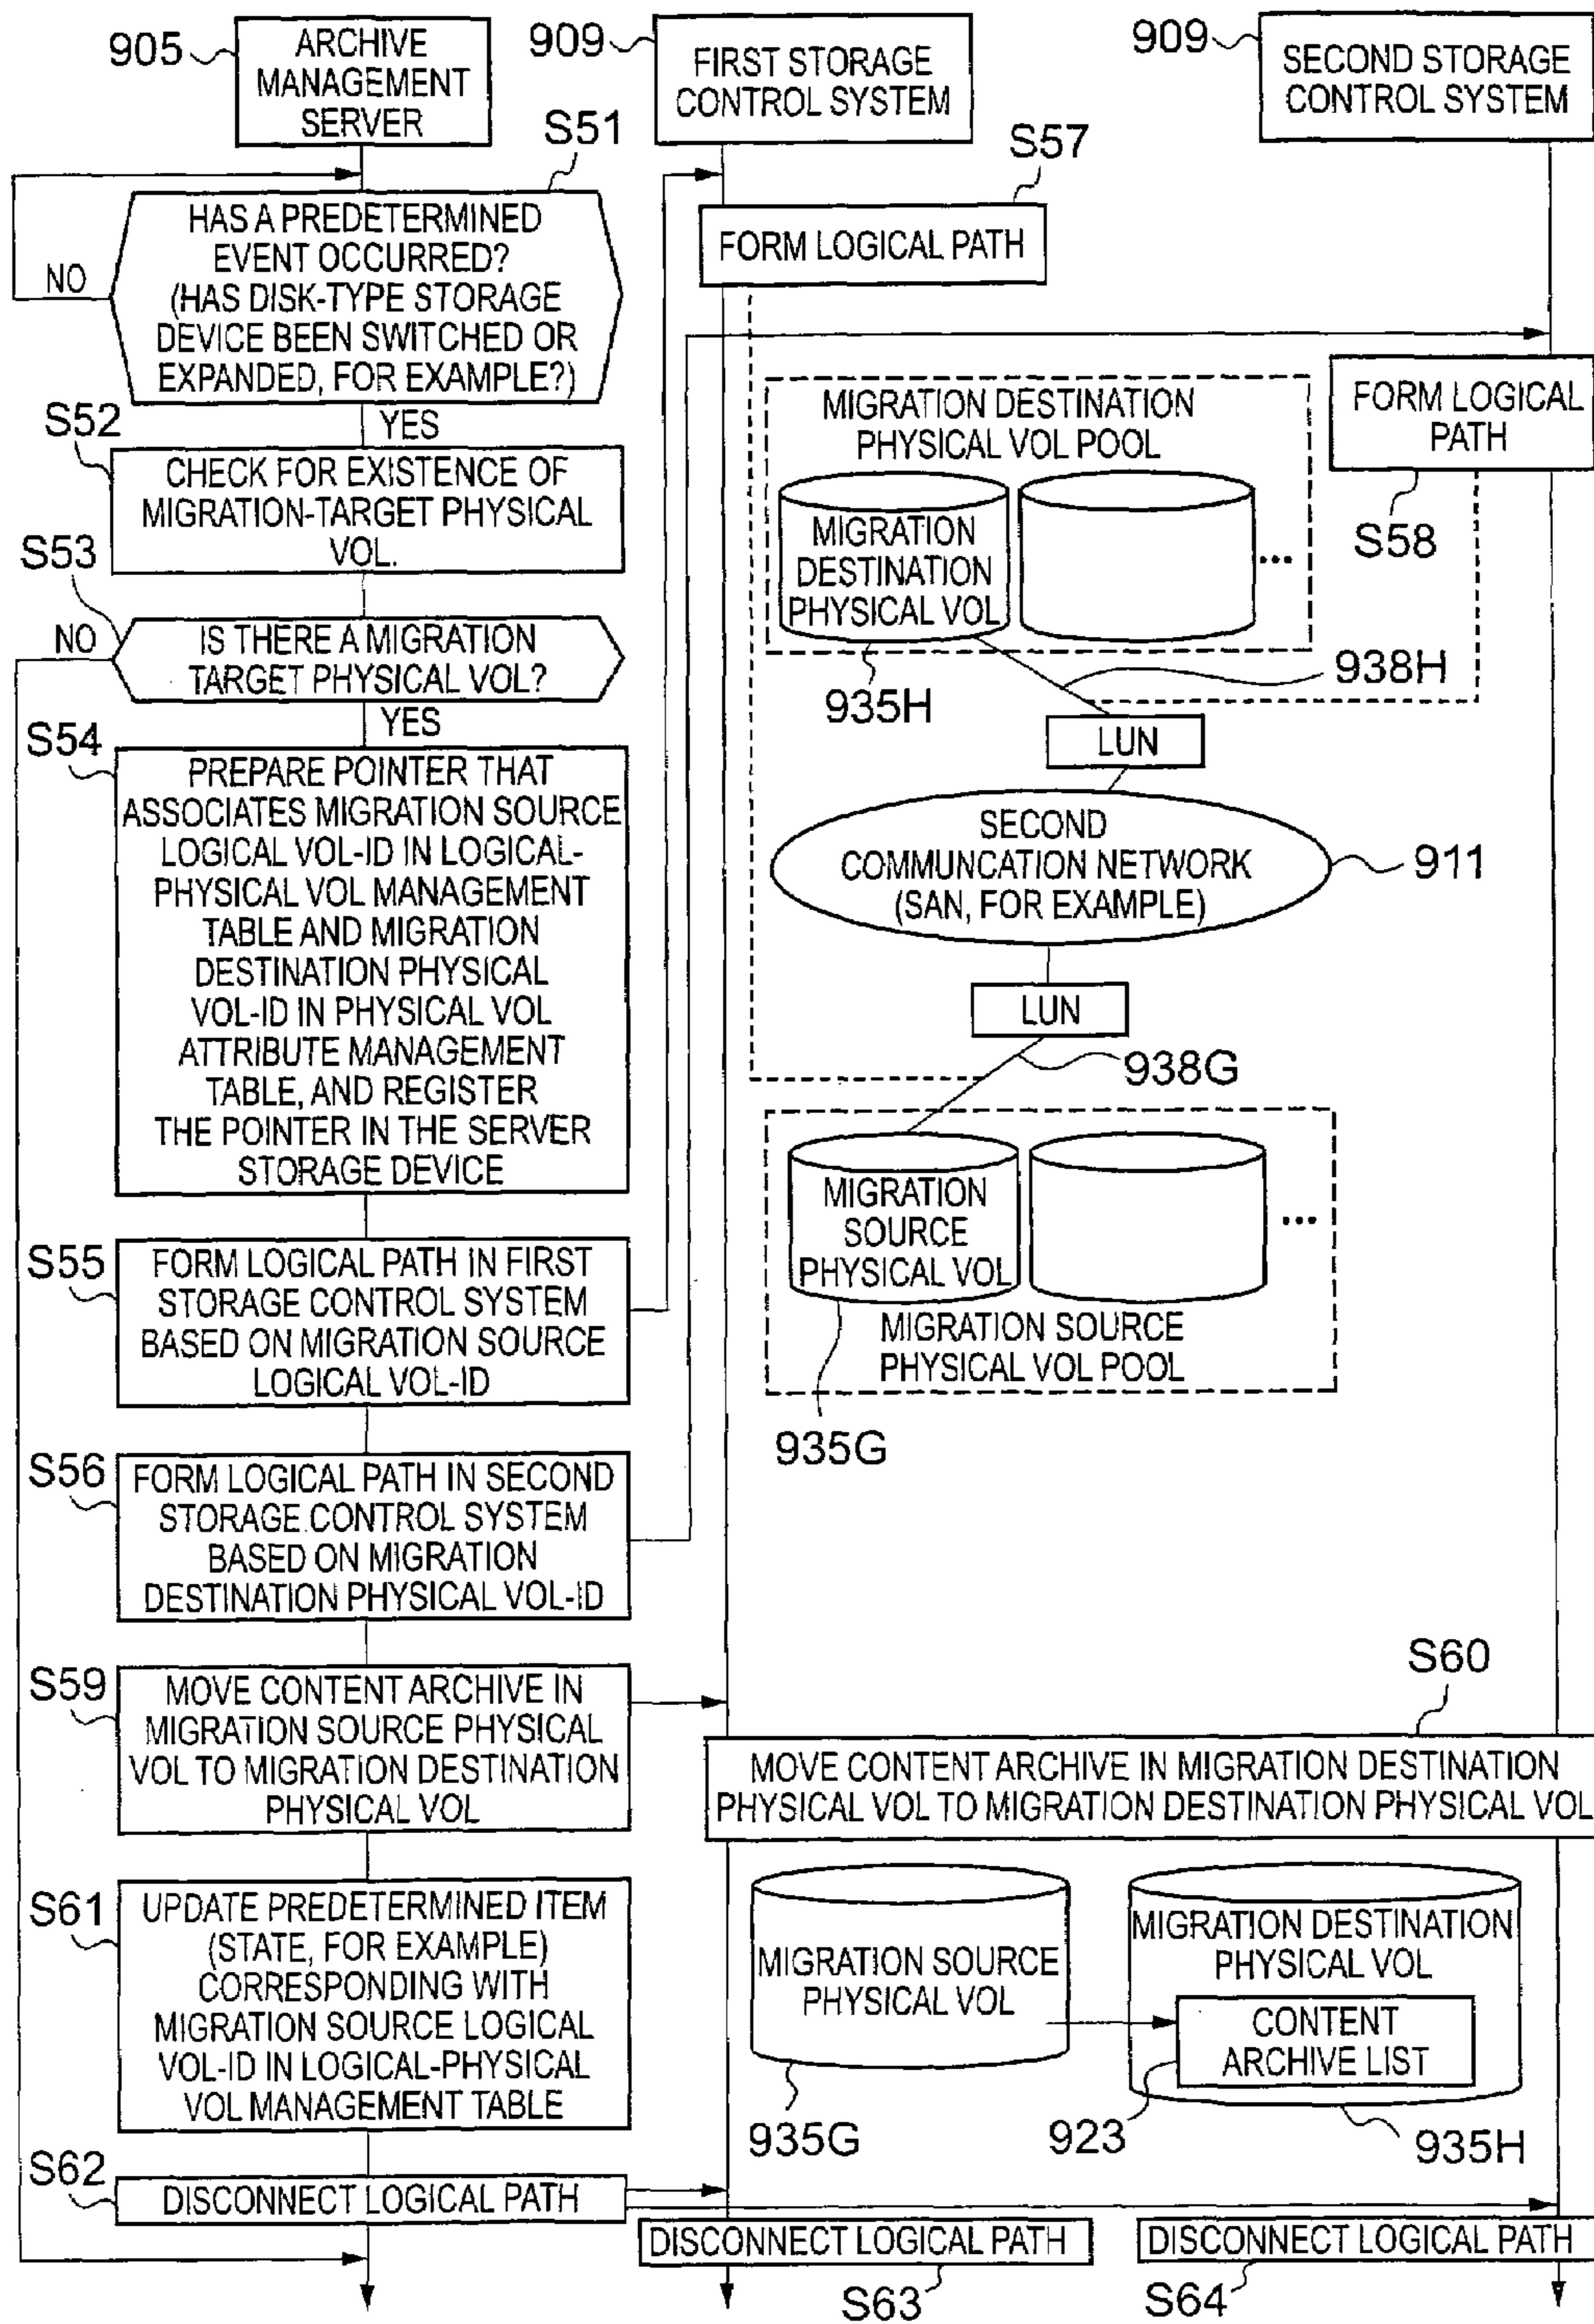 905
ARCHIVE
MANAGEMENT
SERVER
909
FIRST STORAGE
CONTROL SYSTEM
909
SECOND STORAGE
CONTROL SYSTEM
S51
HAS A PREDETERMINED
EVENT OCCURRED?
(HAS DISK-TYPE STORAGE
DEVICE BEEN SWITCHED OR
EXPANDED, FOR EXAMPLE?)
NO
YES
S57
FORM LOGICAL PATH
S52
CHECK FOR EXISTENCE OF
MIGRATION-TARGET PHYSICAL
VOL.
S53
NO
IS THERE A MIGRATION
TARGET PHYSICAL VOL?
YES
MIGRATION DESTINATION
PHYSICAL VOL POOL
MIGRATION
DESTINATION
PHYSICAL VOL
...
FORM LOGICAL
PATH
S58
935H
938H
LUN
SECOND
COMMUNCATION NETWORK
(SAN, FOR EXAMPLE)
911
LUN
938G
S54
PREPARE POINTER THAT
ASSOCIATES MIGRATION SOURCE
LOGICAL VOL-ID IN LOGICAL-
PHYSICAL VOL MANAGEMENT
TABLE AND MIGRATION
DESTINATION PHYSICAL
VOL-ID IN PHYSICAL VOL
ATTRIBUTE MANAGEMENT
TABLE, AND REGISTER
THE POINTER IN THE SERVER
STORAGE DEVICE
MIGRATION
SOURCE
PHYSICAL VOL
...
MIGRATION SOURCE
PHYSICAL VOL POOL
935G
S55
FORM LOGICAL PATH IN FIRST
STORAGE CONTROL SYSTEM
BASED ON MIGRATION SOURCE
LOGICAL VOL-ID
S56
FORM LOGICAL PATH IN SECOND
STORAGE CONTROL SYSTEM
BASED ON MIGRATION
DESTINATION PHYSICAL VOL-ID
S59
MOVE CONTENT ARCHIVE IN
MIGRATION SOURCE PHYSICAL
VOL TO MIGRATION DESTINATION
PHYSICAL VOL
S60
MOVE CONTENT ARCHIVE IN MIGRATION DESTINATION
PHYSICAL VOL TO MIGRATION DESTINATION PHYSICAL VOL
S61
UPDATE PREDETERMINED ITEM
(STATE, FOR EXAMPLE)
CORRESPONDING WITH
MIGRATION SOURCE LOGICAL
VOL-ID IN LOGICAL-PHYSICAL
VOL MANAGEMENT TABLE
MIGRATION SOURCE
PHYSICAL VOL
MIGRATION DESTINATION
PHYSICAL VOL
CONTENT
ARCHIVE LIST
935G
923
935H
S62
DISCONNECT LOGICAL PATH
DISCONNECT LOGICAL PATH
DISCONNECT LOGICAL PATH
S63
S64